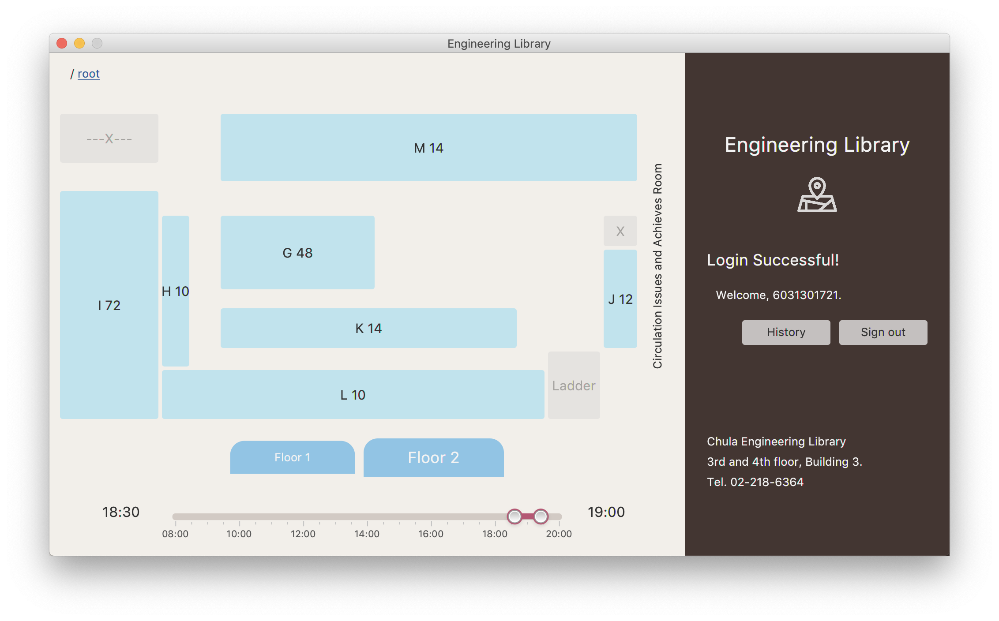 Engineering Library
/ root
---X---
M 14
I 72
H 10
G 48
K 14
L 10
X
J 12
Ladder
Circulation Issues and Achieves Room
Floor 1
Floor 2
18:30
19:00
08:00 10:00 12:00 14:00 16:00 18:00 20:00
Engineering Library
Login Successful!
Welcome, 6031301721.
History
Sign out
Chula Engineering Library
3rd and 4th floor, Building 3.
Tel. 02-218-6364